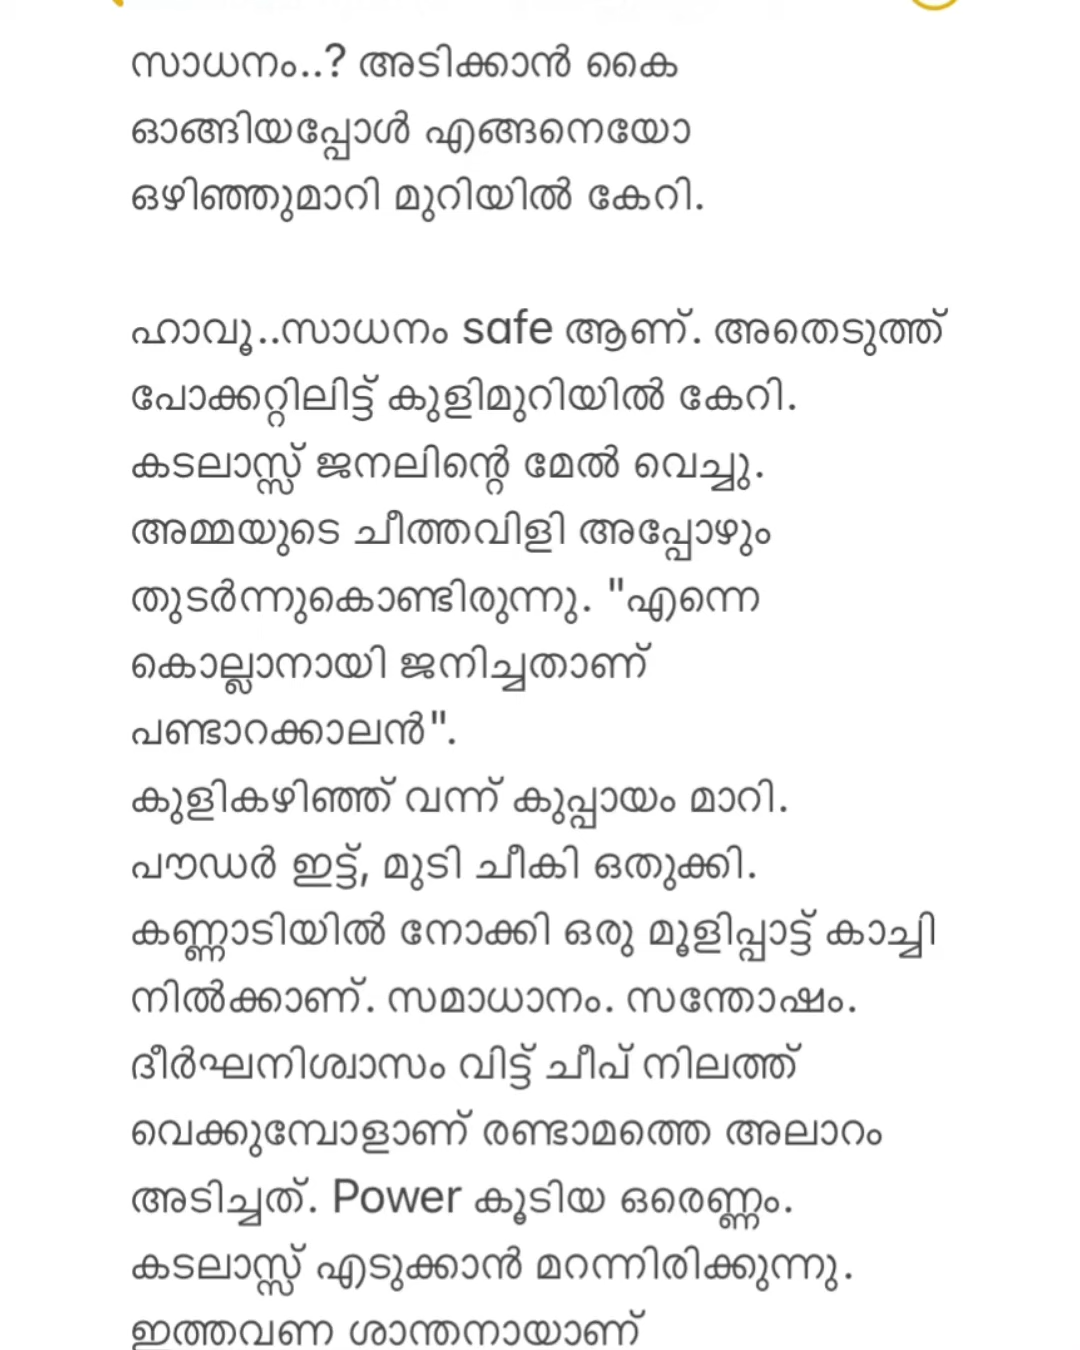 സാധനം..? അടിക്കാൻ കൈ
ഓങ്ങിയപ്പോൾ എങ്ങനെയോ
ഒഴിഞ്ഞുമാറി മുറിയിൽ കേറി.
ഹാവൂ..സാധനം safe ആണ്. അതെടുത്ത്
പോക്കറ്റിലിട്ട് കുളിമുറിയിൽ കേറി.
കടലാസ്സ് ജനലിന്റെ മേൽ വെച്ചു.
അമ്മയുടെ ചീത്തവിളി അപ്പോഴും
തുടർന്നുകൊണ്ടിരുന്നു. "എന്നെ
കൊല്ലാനായി ജനിച്ചതാണ്
പണ്ടാറക്കാലൻ".
കുളികഴിഞ്ഞ് വന്ന് കുപ്പായം മാറി.
പൗഡർ ഇട്ട്, മുടി ചീകി ഒതുക്കി.
കണ്ണാടിയിൽ നോക്കി ഒരു മൂളിപ്പാട്ട് കാച്ചി
നിൽക്കാണ്. സമാധാനം. സന്തോഷം.
ദീർഘനിശ്വാസം വിട്ട് ചീപ് നിലത്ത്
വെക്കുമ്പോളാണ് രണ്ടാമത്തെ അലാറം
അടിച്ചത്. Power കൂടിയ ഒരെണ്ണം.
കടലാസ്സ് എടുക്കാൻ മറന്നിരിക്കുന്നു.
ഇത്തവണ ശാന്തനായാണ്